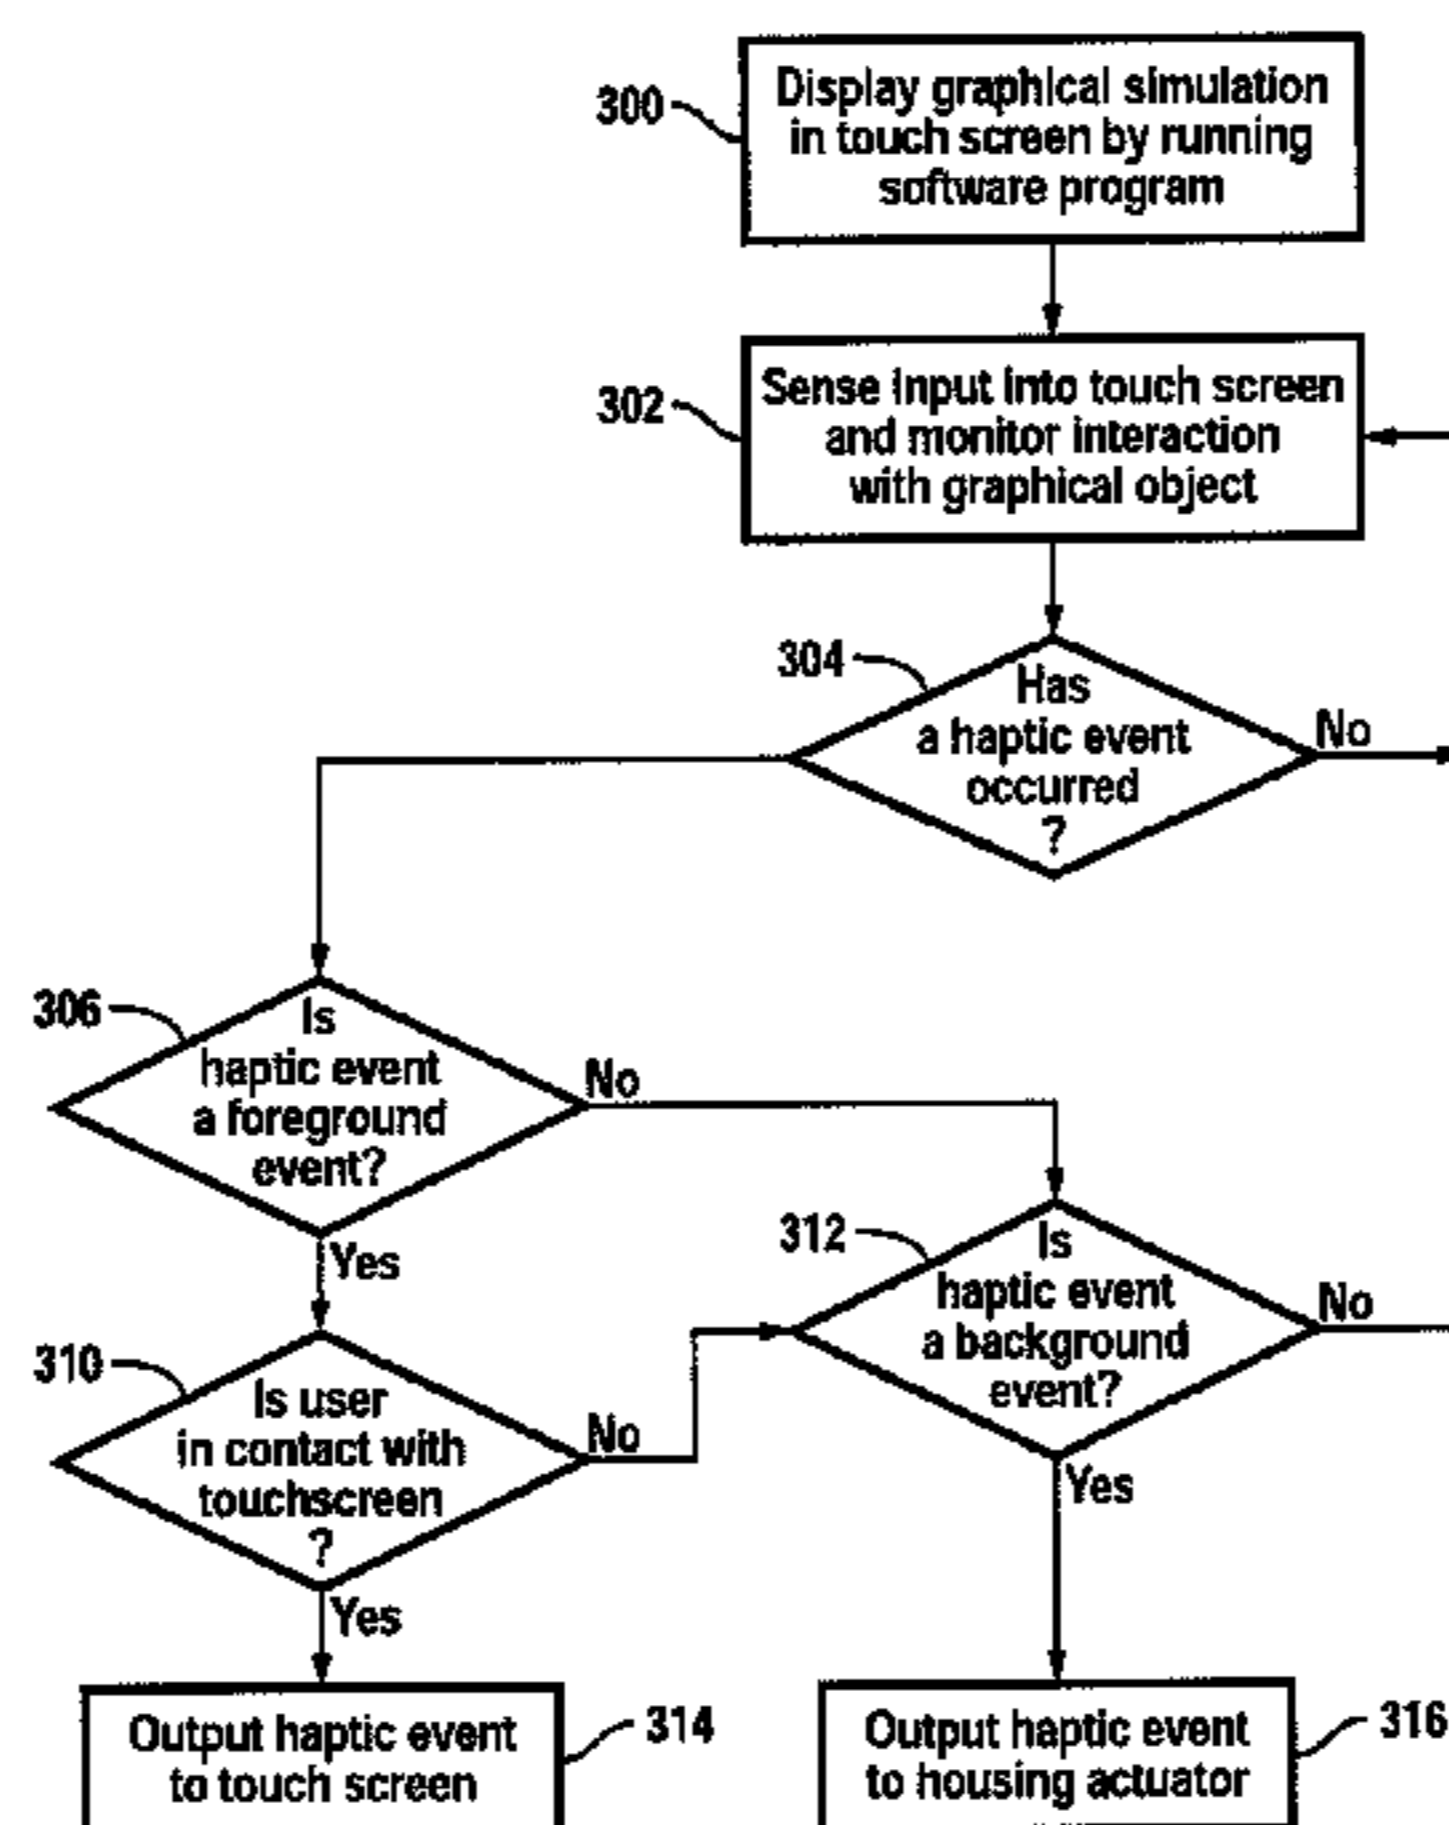 300
Display graphical simulation
in touch screen by running
software program
302
Sense input into touch screen
and monitor interaction
with graphical object
304
Has
a haptic event
occurred
?
No
306
Is
haptic event
a foreground
event?
No
Yes
312
Is
haptic event
a background
event?
No
Yes
310
Is user
in contact with
touchscreen
?
No
Yes
Output haptic event
to touch screen
314
Output haptic event
to housing actuator
316